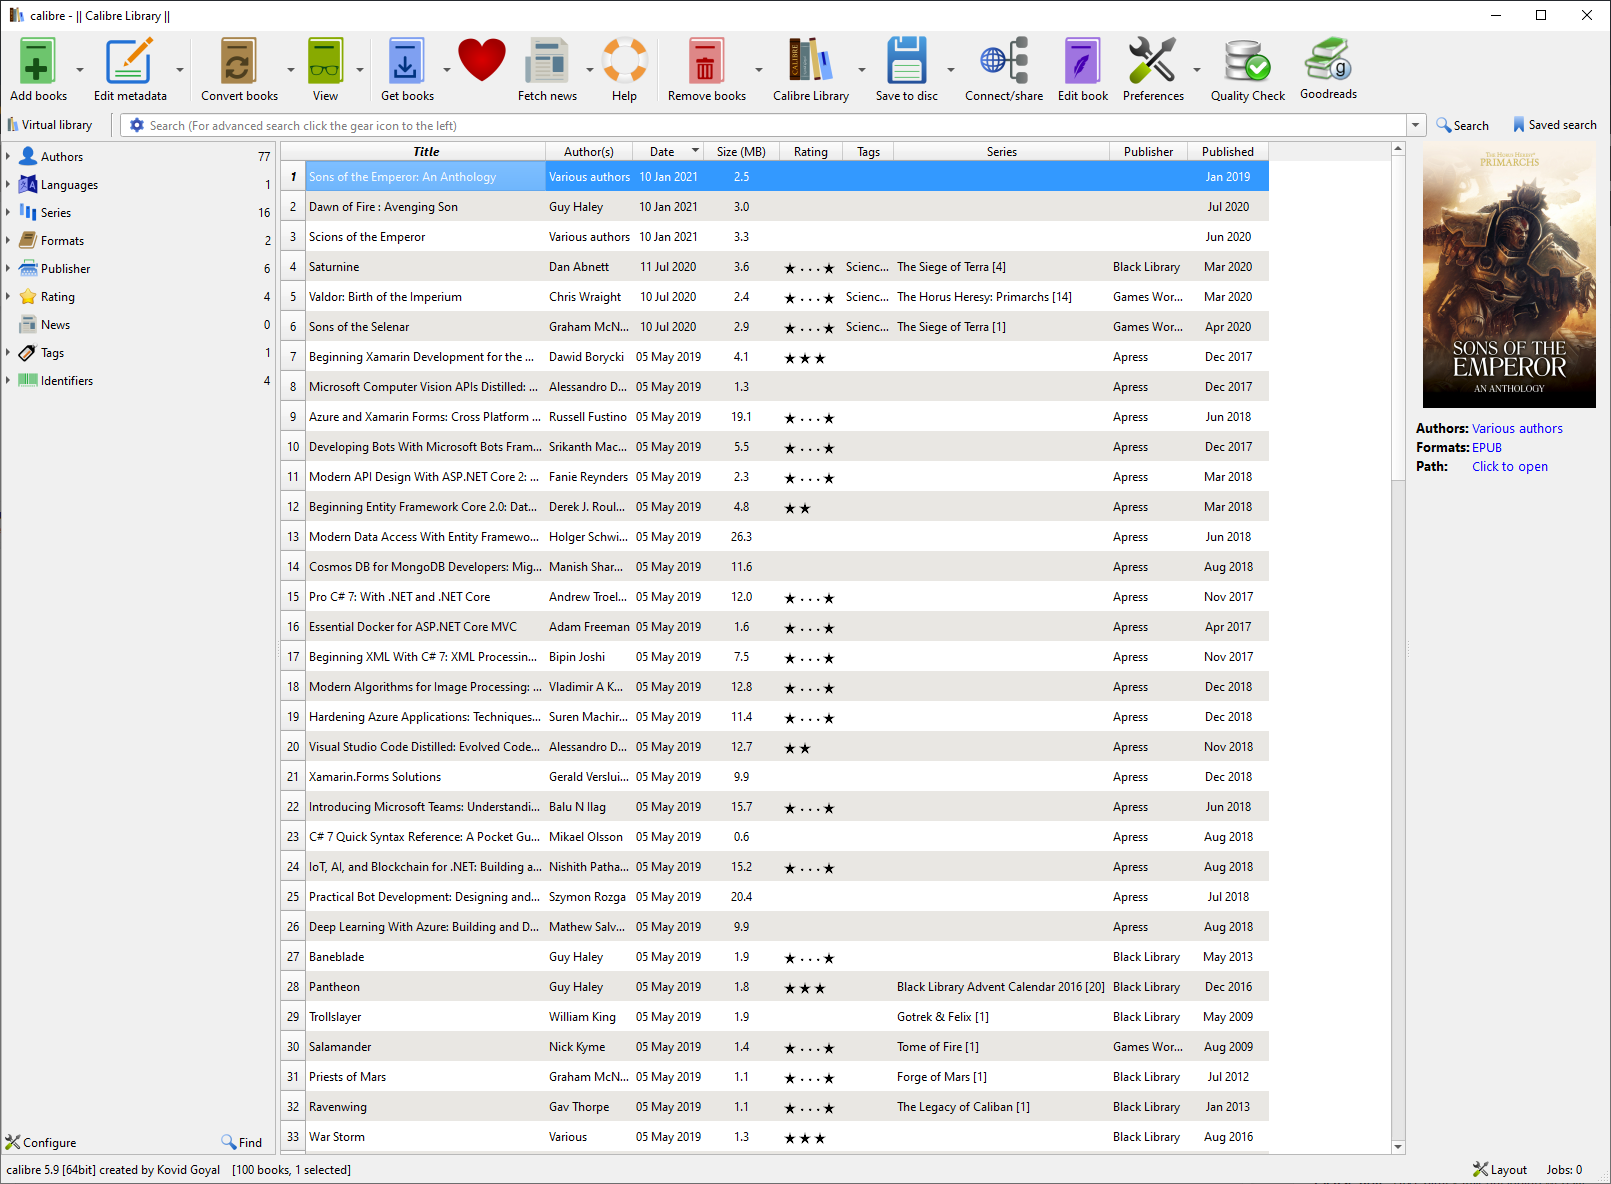 calibre - || Calibre Library ||
Add books
Edit metadata
Convert books
View
Get books
Fetch news
Help
Remove books
Calibre Library
Save to disc
Connect/share
Edit book
Preferences
Quality Check
Goodreads
Virtual library
Search (For advanced search click the gear icon to the left)
Search
Saved search
Authors 77
Languages 1
Series 16
Formats 2
Publisher 6
Rating 4
News 0
Tags 1
Identifiers 4
Title Author(s) Date Size (MB) Rating Tags Series Publisher Published
1 Sons of the Emperor: An Anthology Various authors 10 Jan 2021 2.5 Jan 2019
2 Dawn of Fire : Avenging Son Guy Haley 10 Jan 2021 3.0 Jul 2020
3 Scions of the Emperor Various authors 10 Jan 2021 3.3 Jun 2020
4 Saturnine Dan Abnett 11 Jul 2020 3.6 ★...★ Scienc... The Siege of Terra [4] Black Library Mar 2020
5 Valdor: Birth of the Imperium Chris Wraight 10 Jul 2020 2.4 ★...★ Scienc... The Horus Heresy: Primarchs [14] Games Wor... Mar 2020
6 Sons of the Selenar Graham McN... 10 Jul 2020 2.9 ★...★ Scienc... The Siege of Terra [1] Games Wor... Apr 2020
7 Beginning Xamarin Development for the ... Dawid Borycki 05 May 2019 4.1 ★★★ Apress Dec 2017
8 Microsoft Computer Vision APIs Distilled: ... Alessandro D... 05 May 2019 1.3 Apress Dec 2017
9 Azure and Xamarin Forms: Cross Platform ... Russell Fustino 05 May 2019 19.1 ★...★ Apress Jun 2018
10 Developing Bots With Microsoft Bots Fram... Srikanth Mac... 05 May 2019 5.5 ★...★ Apress Dec 2017
11 Modern API Design With ASP.NET Core 2: ... Fanie Reynders 05 May 2019 2.3 ★...★ Apress Mar 2018
12 Beginning Entity Framework Core 2.0: Dat... Derek J. Roul... 05 May 2019 4.8 ★★ Apress Mar 2018
13 Modern Data Access With Entity Framewo... Holger Schwi... 05 May 2019 26.3 Apress Jun 2018
14 Cosmos DB for MongoDB Developers: Mig... Manish Shar... 05 May 2019 11.6 Apress Aug 2018
15 Pro C# 7: With .NET and .NET Core Andrew Troel... 05 May 2019 12.0 ★...★ Apress Nov 2017
16 Essential Docker for ASP.NET Core MVC Adam Freeman 05 May 2019 1.6 ★...★ Apress Apr 2017
17 Beginning XML With C# 7: XML Processin... Bipin Joshi 05 May 2019 7.5 ★...★ Apress Nov 2017
18 Modern Algorithms for Image Processing: ... Vladimir A K... 05 May 2019 12.8 ★...★ Apress Dec 2018
19 Hardening Azure Applications: Techniques... Suren Machir... 05 May 2019 11.4 ★...★ Apress Dec 2018
20 Visual Studio Code Distilled: Evolved Code... Alessandro D... 05 May 2019 12.7 ★★ Apress Nov 2018
21 Xamarin.Forms Solutions Gerald Verslui... 05 May 2019 9.9 Apress Dec 2018
22 Introducing Microsoft Teams: Understandi... Balu N Ilag 05 May 2019 15.7 ★...★ Apress Jun 2018
23 C# 7 Quick Syntax Reference: A Pocket Gu... Mikael Olsson 05 May 2019 0.6 Apress Aug 2018
24 IoT, AI, and Blockchain for .NET: Building a... Nishith Patha... 05 May 2019 15.2 ★...★ Apress Aug 2018
25 Practical Bot Development: Designing and... Szymon Rozga 05 May 2019 20.4 Apress Jul 2018
26 Deep Learning With Azure: Building and D... Mathew Salv... 05 May 2019 9.9 Apress Aug 2018
27 Baneblade Guy Haley 05 May 2019 1.9 ★...★ Black Library May 2013
28 Pantheon Guy Haley 05 May 2019 1.8 ★★★ Black Library Advent Calendar 2016 [20] Black Library Dec 2016
29 Trollslayer William King 05 May 2019 1.9 Gotrek & Felix [1] Black Library May 2009
30 Salamander Nick Kyme 05 May 2019 1.4 ★...★ Tome of Fire [1] Games Wor... Aug 2009
31 Priests of Mars Graham McN... 05 May 2019 1.1 ★...★ Forge of Mars [1] Black Library Jul 2012
32 Ravenwing Gav Thorpe 05 May 2019 1.1 ★...★ The Legacy of Caliban [1] Black Library Jan 2013
33 War Storm Various 05 May 2019 1.3 ★★★ Black Library Aug 2016
THE HORUS HERESY
PRIMARCHS
SONS OF THE
EMPEROR
AN ANTHOLOGY
Authors: Various authors
Formats: EPUB
Path: Click to open
Configure
Find
calibre 5.9 [64bit] created by Kovid Goyal [100 books, 1 selected]
Layout
Jobs: 0